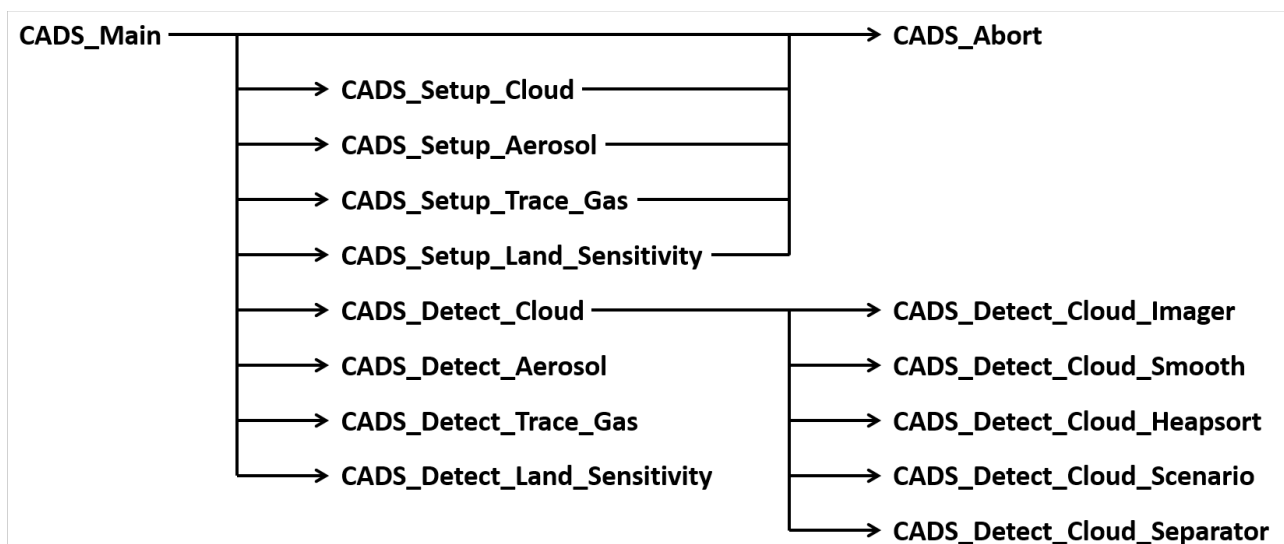 CADS_Main
CADS_Abort
CADS_Setup_Cloud
CADS_Setup_Aerosol
CADS_Setup_Trace_Gas
CADS_Setup_Land_Sensitivity
CADS_Detect_Cloud
CADS_Detect_Cloud_Imager
CADS_Detect_Aerosol
CADS_Detect_Cloud_Smooth
CADS_Detect_Trace_Gas
CADS_Detect_Cloud_Heapsort
CADS_Detect_Land_Sensitivity
CADS_Detect_Cloud_Scenario
CADS_Detect_Cloud_Separator